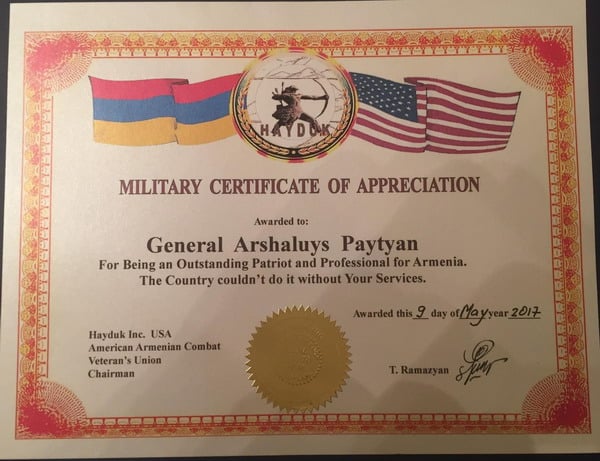 HAYDUK
MILITARY CERTIFICATE OF APPRECIATION
Awarded to:
General Arshaluys Paytyan
For Being an Outstanding Patriot and Professional for Armenia.
The Country couldn't do it without Your Services.
Awarded this 9 day of May year 2017
Hayduk Inc. USA
American Armenian Combat
Veteran's Union
Chairman
T. Ramazyan